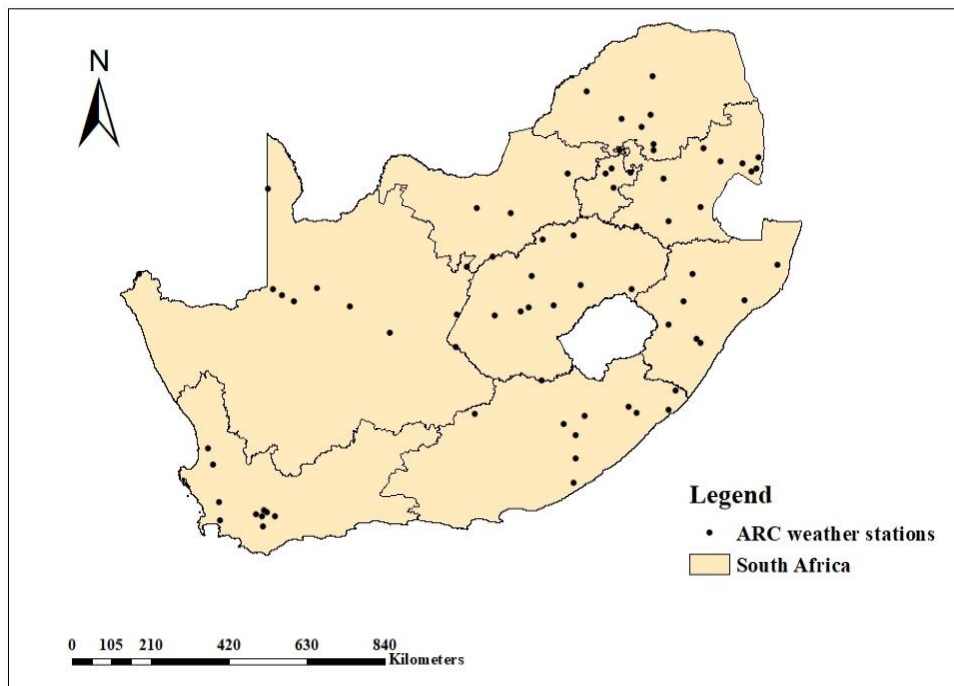 N
Legend
ARC weather stations
South Africa
0 105 210 420 630 840
Kilometers